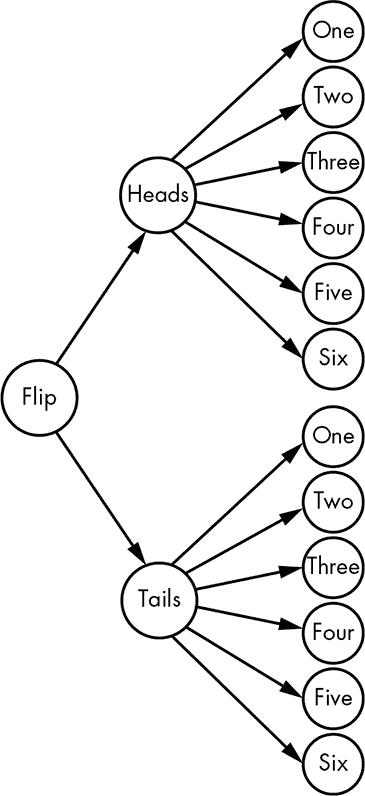 One
Two
Three
Heads
Four
Five
Six
Flip
One
Two
Three
Tails
Four
Five
Six